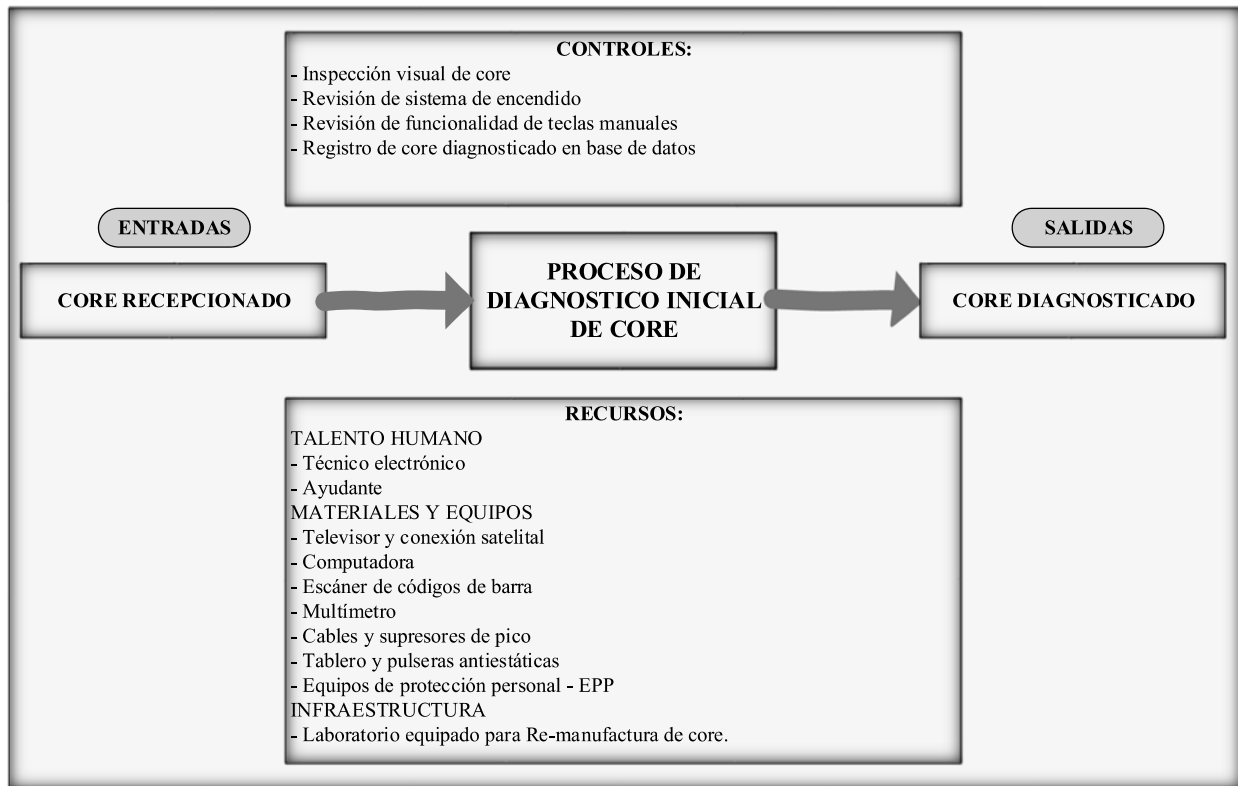 CONTROLES:
- Inspección visual de core
- Revisión de sistema de encendido
- Revisión de funcionalidad de teclas manuales
- Registro de core diagnosticado en base de datos
ENTRADAS
CORE RECEPCIONADO
PROCESO DE
DIAGNOSTICO INICIAL
DE CORE
SALIDAS
CORE DIAGNOSTICADO
RECURSOS:
TALENTO HUMANO
- Técnico electrónico
- Ayudante
MATERIALES Y EQUIPOS
- Televisor y conexión satelital
- Computadora
- Escáner de códigos de barra
- Multímetro
- Cables y supresores de pico
- Tablero y pulseras antiestáticas
- Equipos de protección personal - EPP
INFRAESTRUCTURA
- Laboratorio equipado para Re-manufactura de core.